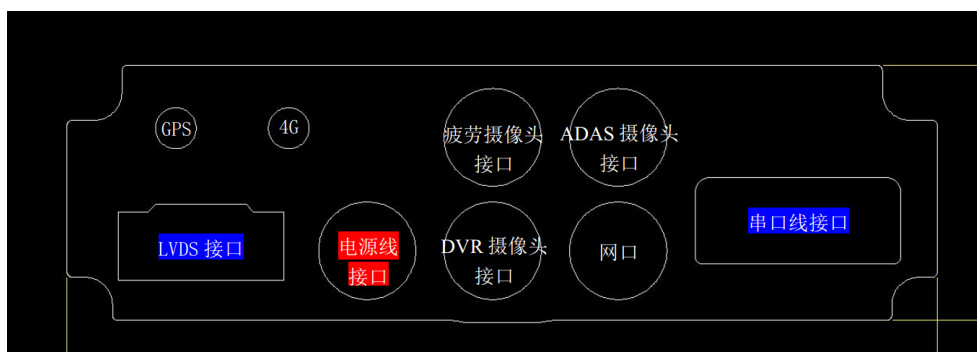 GPS
4G
疲劳摄像头
接口
ADAS 摄像头
接口
LVDS 接口
电源线
接口
DVR 摄像头
接口
网口
串口线接口